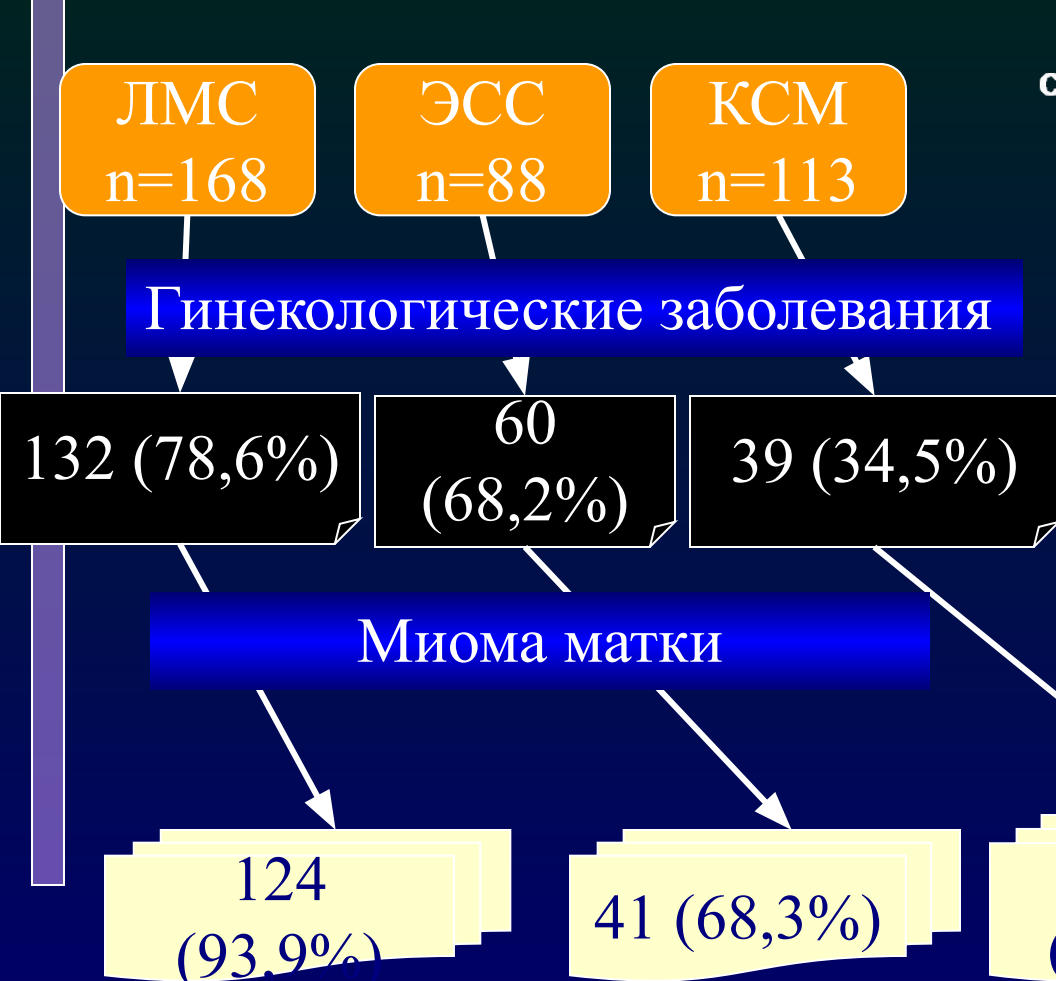 ЛМС
n=168
ЭСС
n=88
КСМ
n=113
Гинекологические заболевания
132 (78,6%)
60
(68,2%)
39 (34,5%)
Миома матки
124
(93,9%)
41 (68,3%)